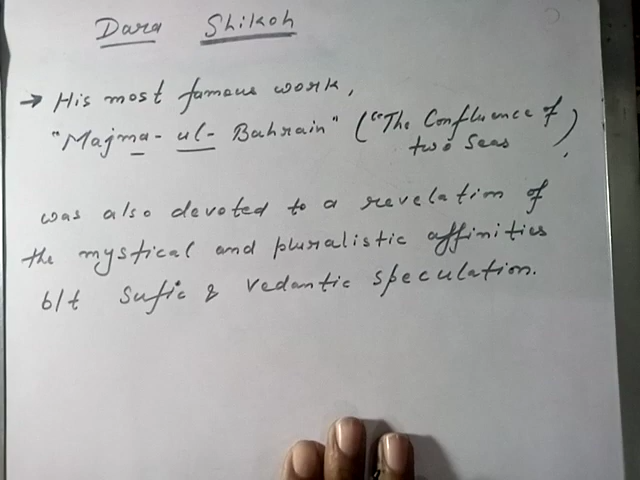 Dara Shikoh
→ His most famous work,
"Majma-ul-Bahrain" ("The Confluence of
two Seas),
was also devoted to a revelation of
the mystical and pluralistic affinities
b/t Sufic & vedantic speculation.